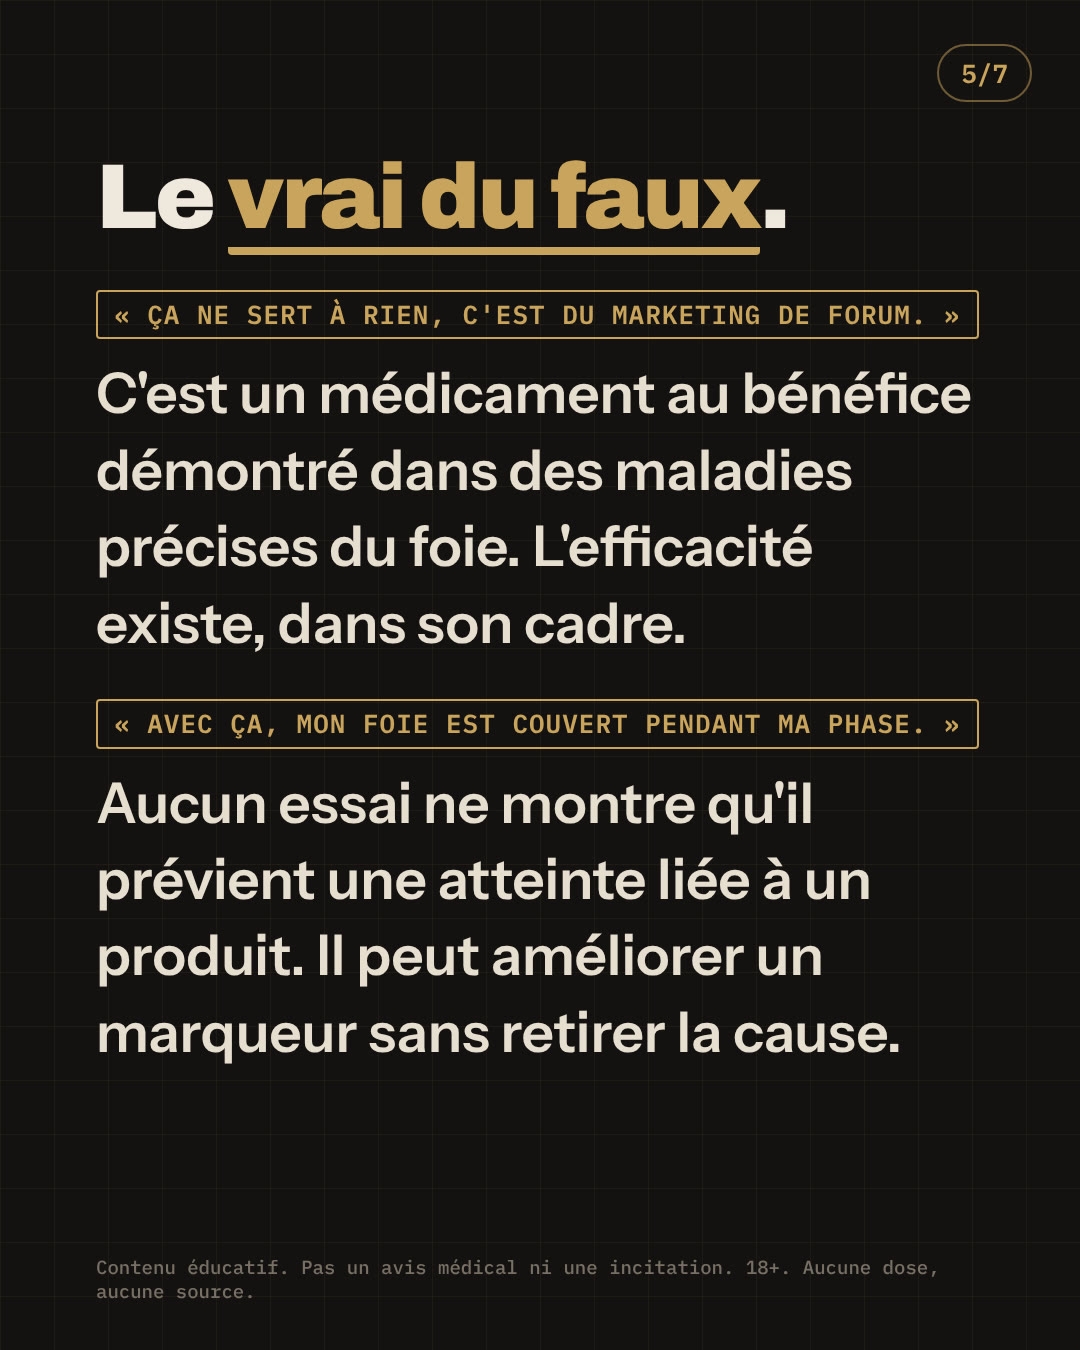 5/7
Le vrai du faux.
« ÇA NE SERT À RIEN, C'EST DU MARKETING DE FORUM. »
C'est un médicament au bénéfice
démontré dans des maladies
précises du foie. L'efficacité
existe, dans son cadre.
« AVEC ÇA, MON FOIE EST COUVERT PENDANT MA PHASE. »
Aucun essai ne montre qu'il
prévient une atteinte liée à un
produit. Il peut améliorer un
marqueur sans retirer la cause.
Contenu éducatif. Pas un avis médical ni une incitation. 18+. Aucune dose,
aucune source.